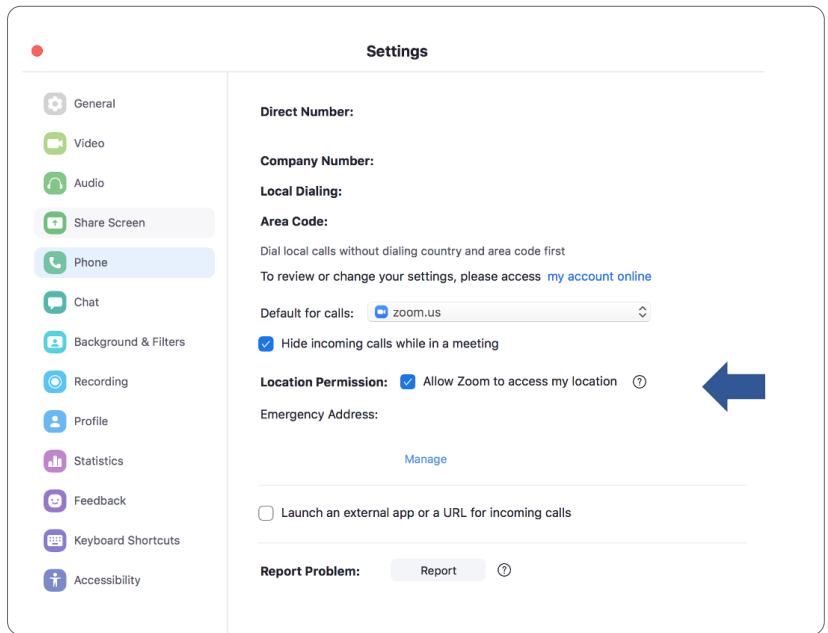 Settings
General
Video
Audio
Share Screen
Phone
Chat
Background & Filters
Recording
Profile
Statistics
Feedback
Keyboard Shortcuts
Accessibility
Direct Number:
Company Number:
Local Dialing:
Area Code:
Dial local calls without dialing country and area code first
To review or change your settings, please access my account online
Default for calls: zoom.us
Hide incoming calls while in a meeting
Location Permission: Allow Zoom to access my location ?
Emergency Address:
Manage
Launch an external app or a URL for incoming calls
Report Problem: Report ?